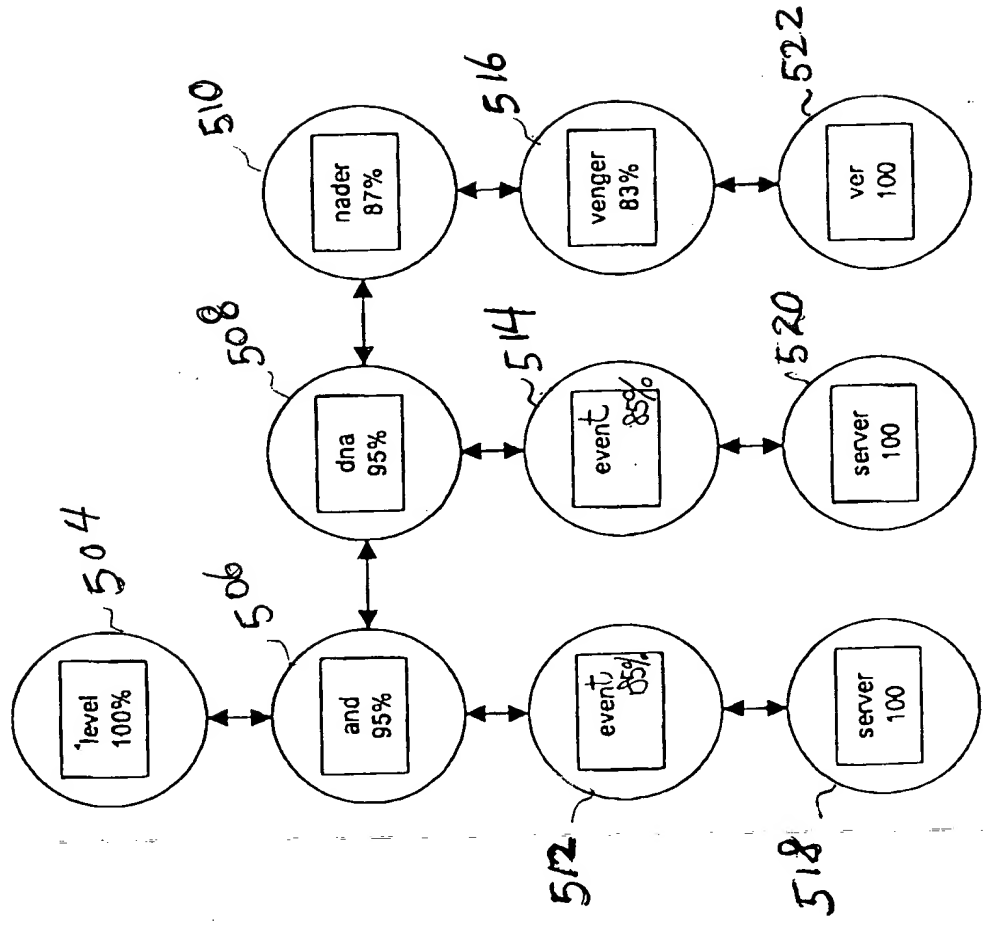 504
level
100%
506
and
95%
508
dna
95%
510
nader
87%
512
event
85%
514
event
85%
516
venger
83%
518
server
100
520
server
100
522
ver
100